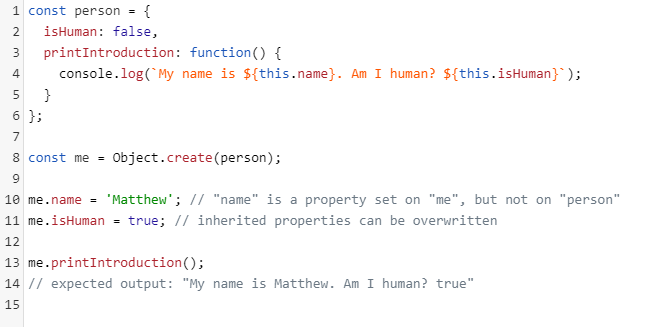 1 const person = {
2   isHuman: false,
3   printIntroduction: function() {
4     console.log(`My name is ${this.name}. Am I human? ${this.isHuman}`);
5   }
6 };
7
8 const me = Object.create(person);
9
10 me.name = 'Matthew'; // "name" is a property set on "me", but not on "person"
11 me.isHuman = true; // inherited properties can be overwritten
12
13 me.printIntroduction();
14 // expected output: "My name is Matthew. Am I human? true"
15